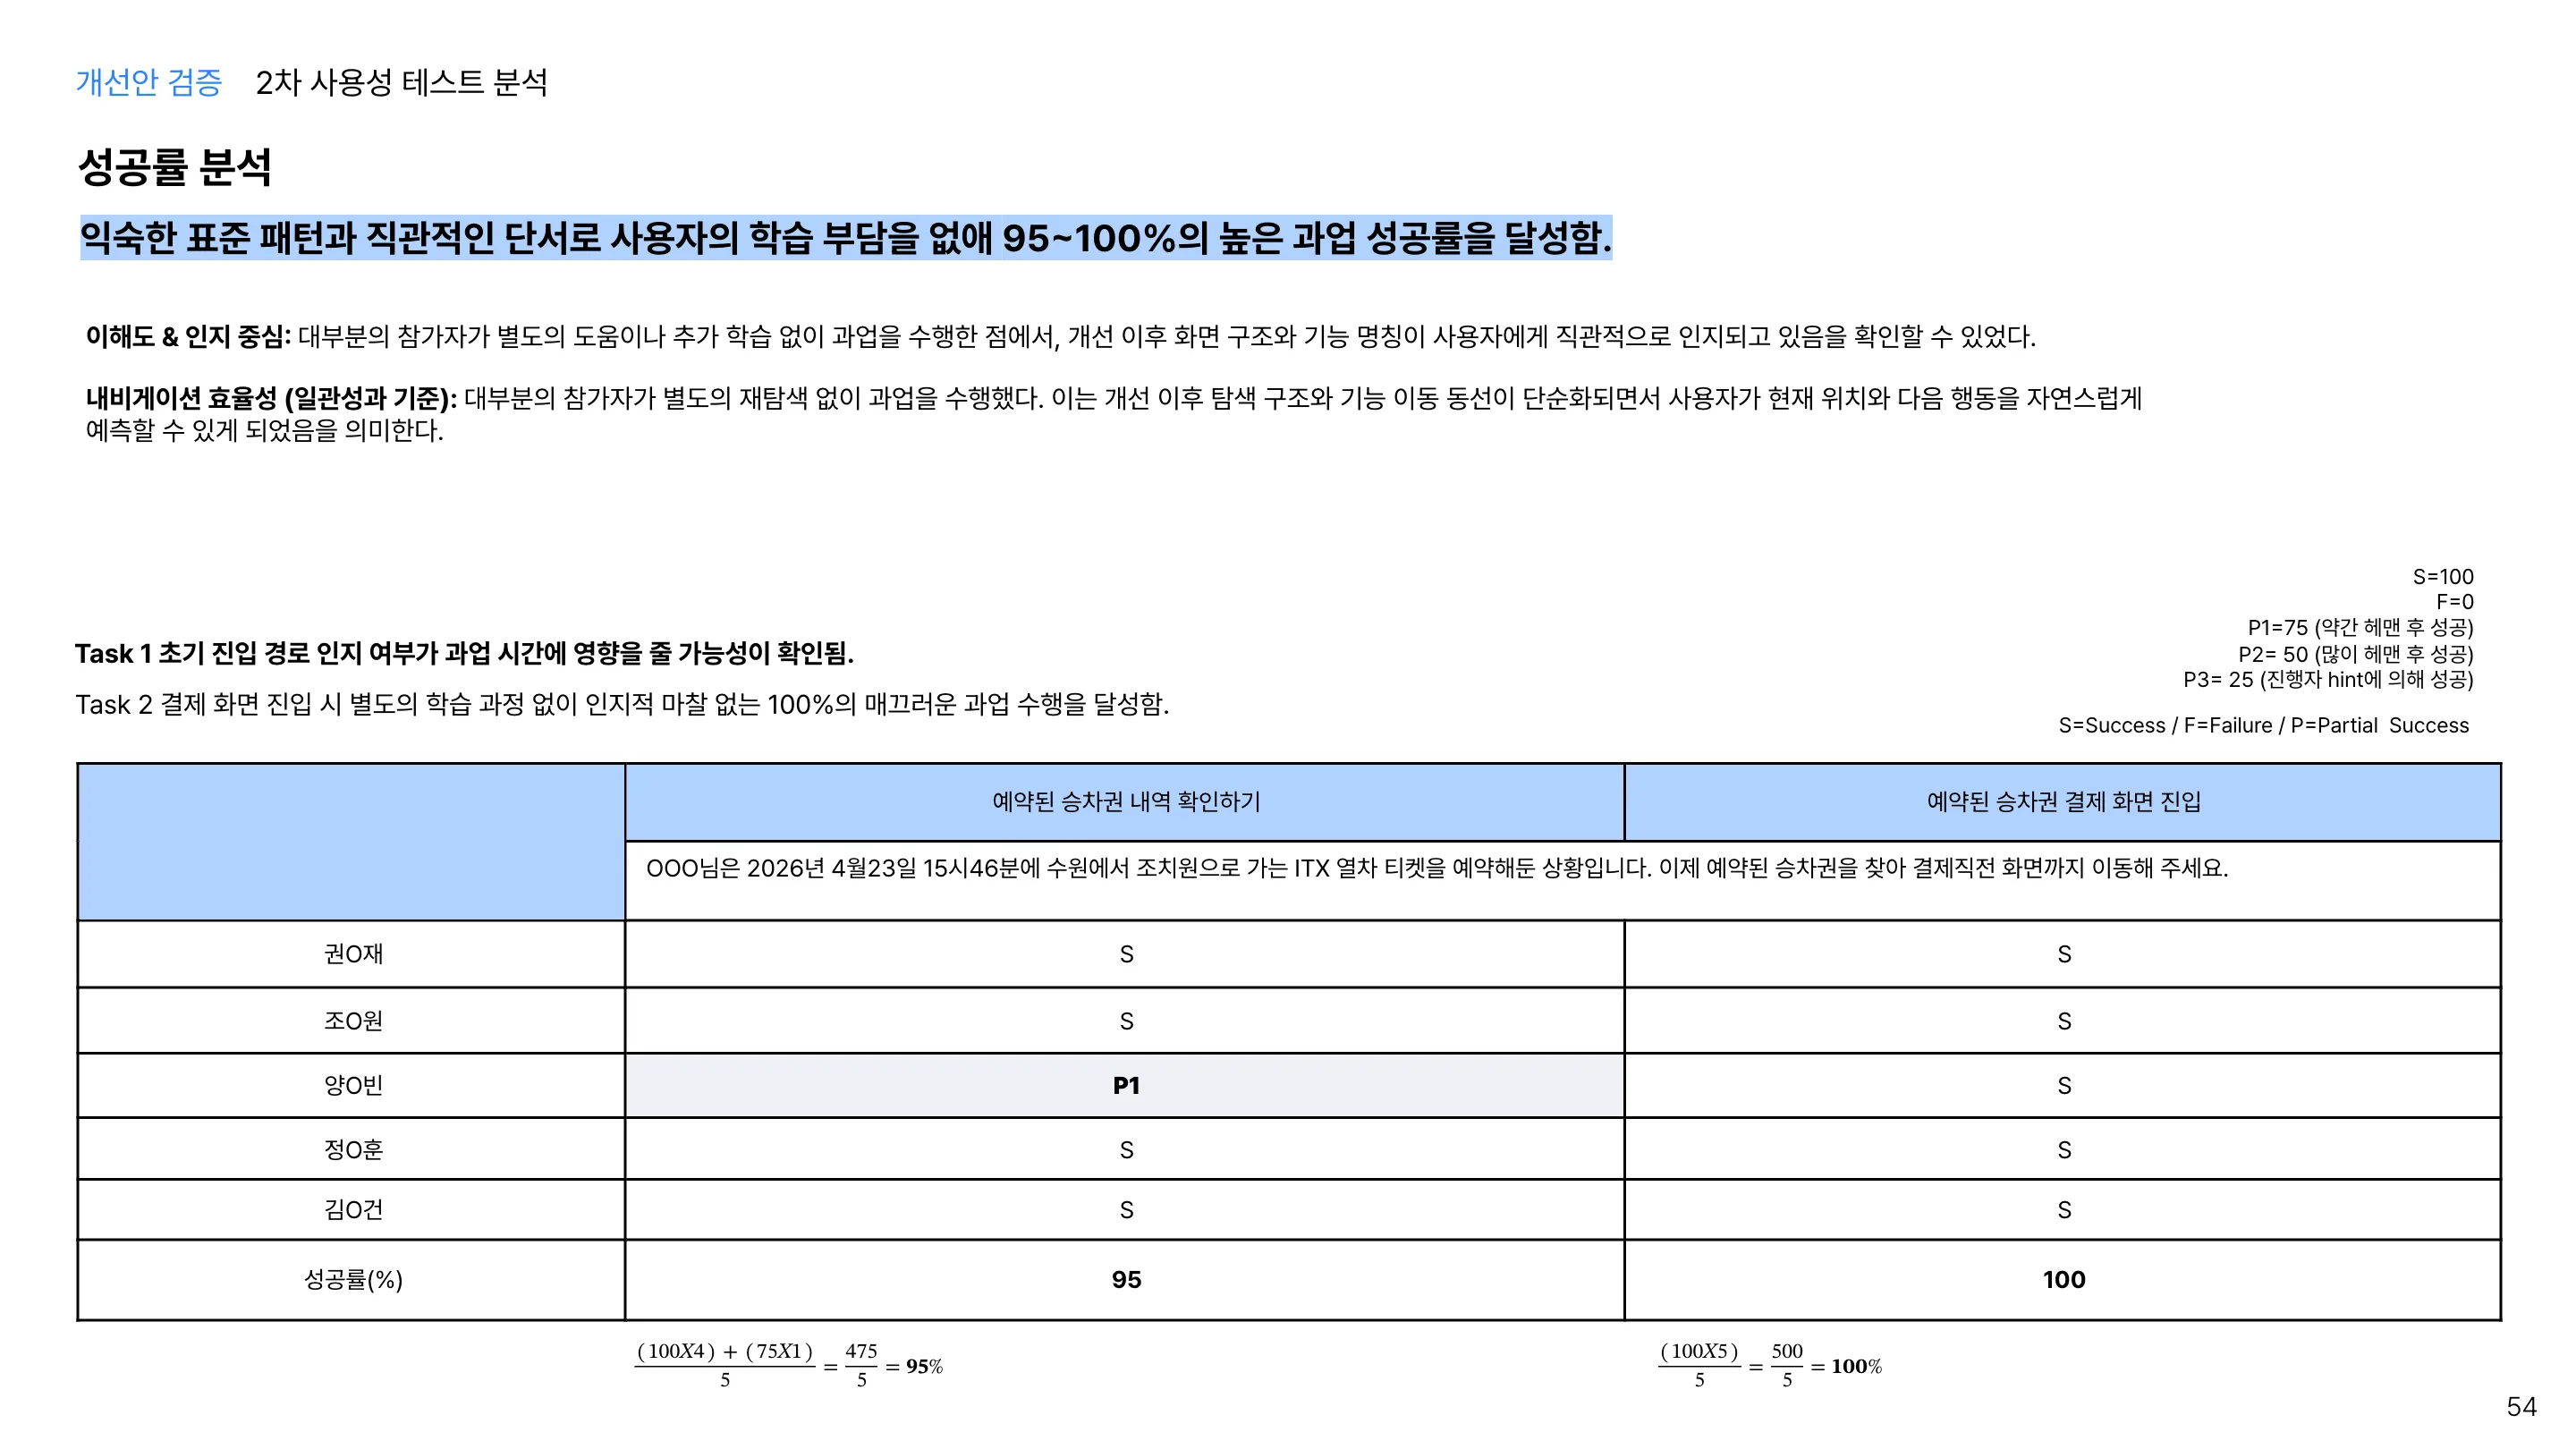 개선안 검증 2차 사용성 테스트 분석
성공률 분석
익숙한 표준 패턴과 직관적인 단서로 사용자의 학습 부담을 없애 95~100%의 높은 과업 성공률을 달성함.
이해도 & 인지 중심: 대부분의 참가자가 별도의 도움이나 추가 학습 없이 과업을 수행한 점에서, 개선 이후 화면 구조와 기능 명칭이 사용자에게 직관적으로 인지되고 있음을 확인할 수 있었다.
내비게이션 효율성 (일관성과 기준): 대부분의 참가자가 별도의 재탐색 없이 과업을 수행했다. 이는 개선 이후 탐색 구조와 기능 이동 동선이 단순화되면서 사용자가 현재 위치와 다음 행동을 자연스럽게
예측할 수 있게 되었음을 의미한다.
S=100
F=0
P1=75 (약간 헤맨 후 성공)
P2= 50 (많이 헤맨 후 성공)
P3= 25 (진행자 hint에 의해 성공)
S=Success / F=Failure / P=Partial Success
Task 1 초기 진입 경로 인지 여부가 과업 시간에 영향을 줄 가능성이 확인됨.
Task 2 결제 화면 진입 시 별도의 학습 과정 없이 인지적 마찰 없는 100%의 매끄러운 과업 수행을 달성함.
예약된 승차권 내역 확인하기 예약된 승차권 결제 화면 진입
OOO님은 2026년 4월23일 15시46분에 수원에서 조치원으로 가는 ITX 열차 티켓을 예약해둔 상황입니다. 이제 예약된 승차권을 찾아 결제직전 화면까지 이동해 주세요.
권O재 S S
조O원 S S
양O빈 P1 S
정O훈 S S
김O건 S S
성공률(%) 95 100
(100X4) + (75X1) / 5 = 475 / 5 = 95% (100X5) / 5 = 500 / 5 = 100%
54